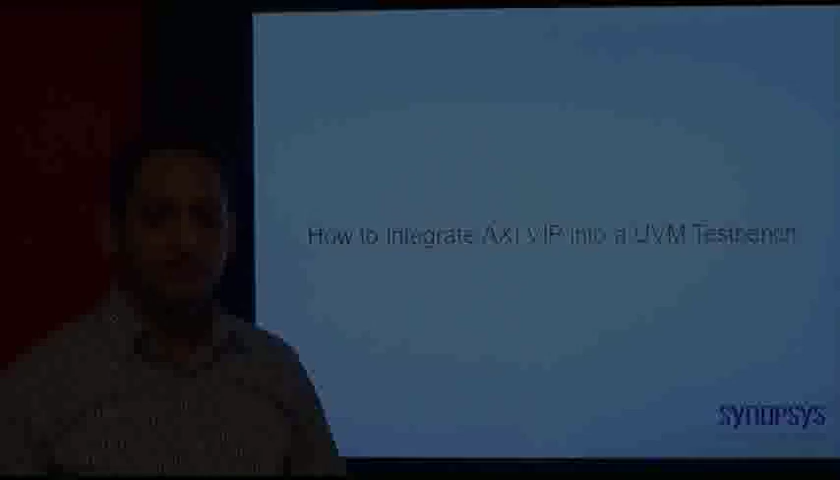 How to Integrate AXI VIP into a UVM Testbench
SYNOPSYS